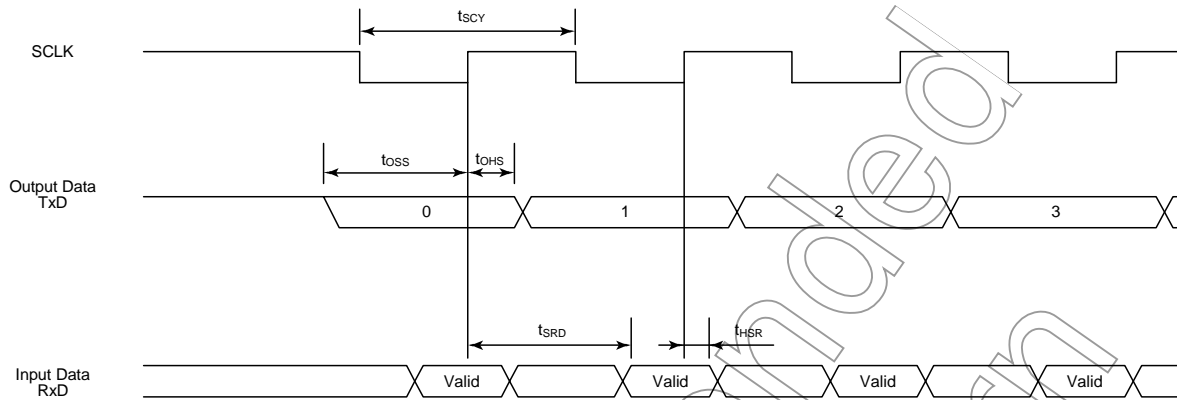 tSCY
SCLK
tOSS
tOHS
Output Data
TxD
0
1
2
3
tSRD
tHSR
Input Data
RxD
Valid
Valid
Valid
Valid